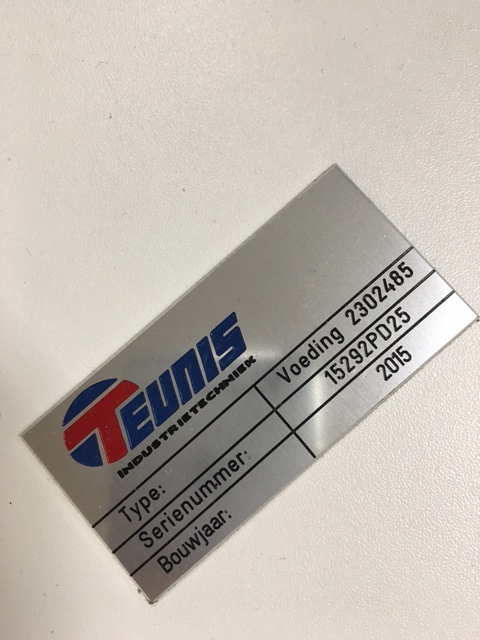 TEUNIS
INDUSTRIETECHNIEK
Type: Voeding 2302485
Serienummer: 15292PD25
Bouwjaar: 2015